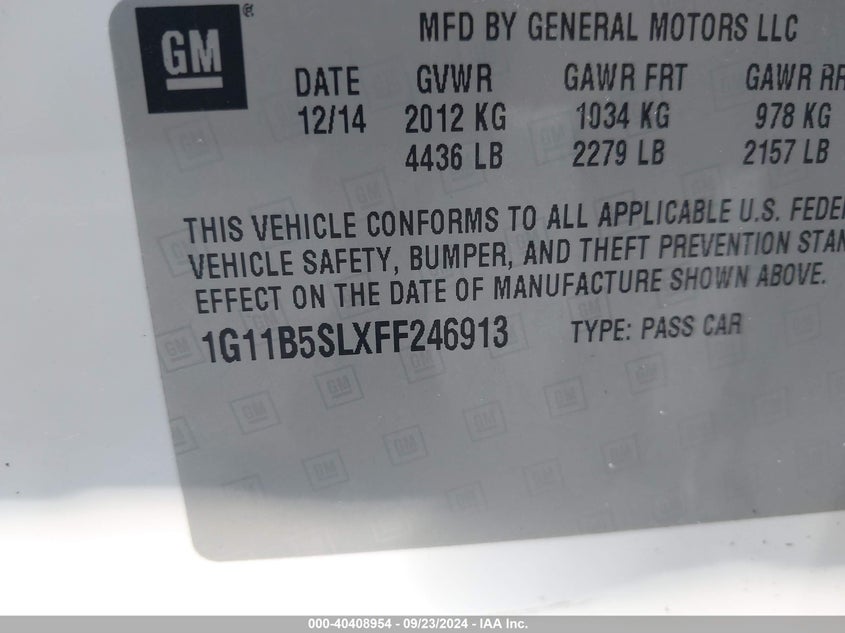 GM®
MFD BY GENERAL MOTORS LLC
DATE GVWR GAWR FRT GAWR RR
12/14 2012 KG 1034 KG 978 KG
4436 LB 2279 LB 2157 LB
THIS VEHICLE CONFORMS TO ALL APPLICABLE U.S. FEDER
VEHICLE SAFETY, BUMPER, AND THEFT PREVENTION STAN
EFFECT ON THE DATE OF MANUFACTURE SHOWN ABOVE.
1G11B5SLXFF246913 TYPE: PASS CAR
000-40408954 - 09/23/2024 - IAA Inc.